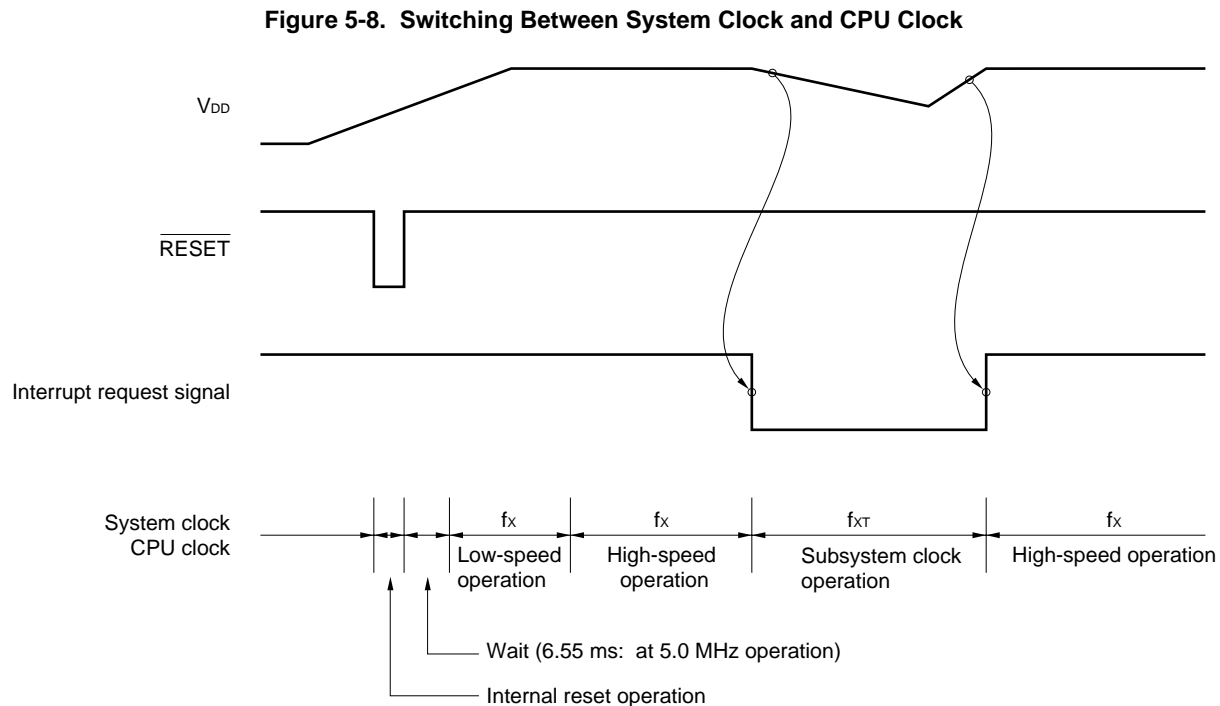 Figure 5-8. Switching Between System Clock and CPU Clock
VDD
RESET
Interrupt request signal
System clock
CPU clock
fX
Low-speed
operation
fX
High-speed
operation
fXT
Subsystem clock
operation
fX
High-speed operation
Wait (6.55 ms: at 5.0 MHz operation)
Internal reset operation